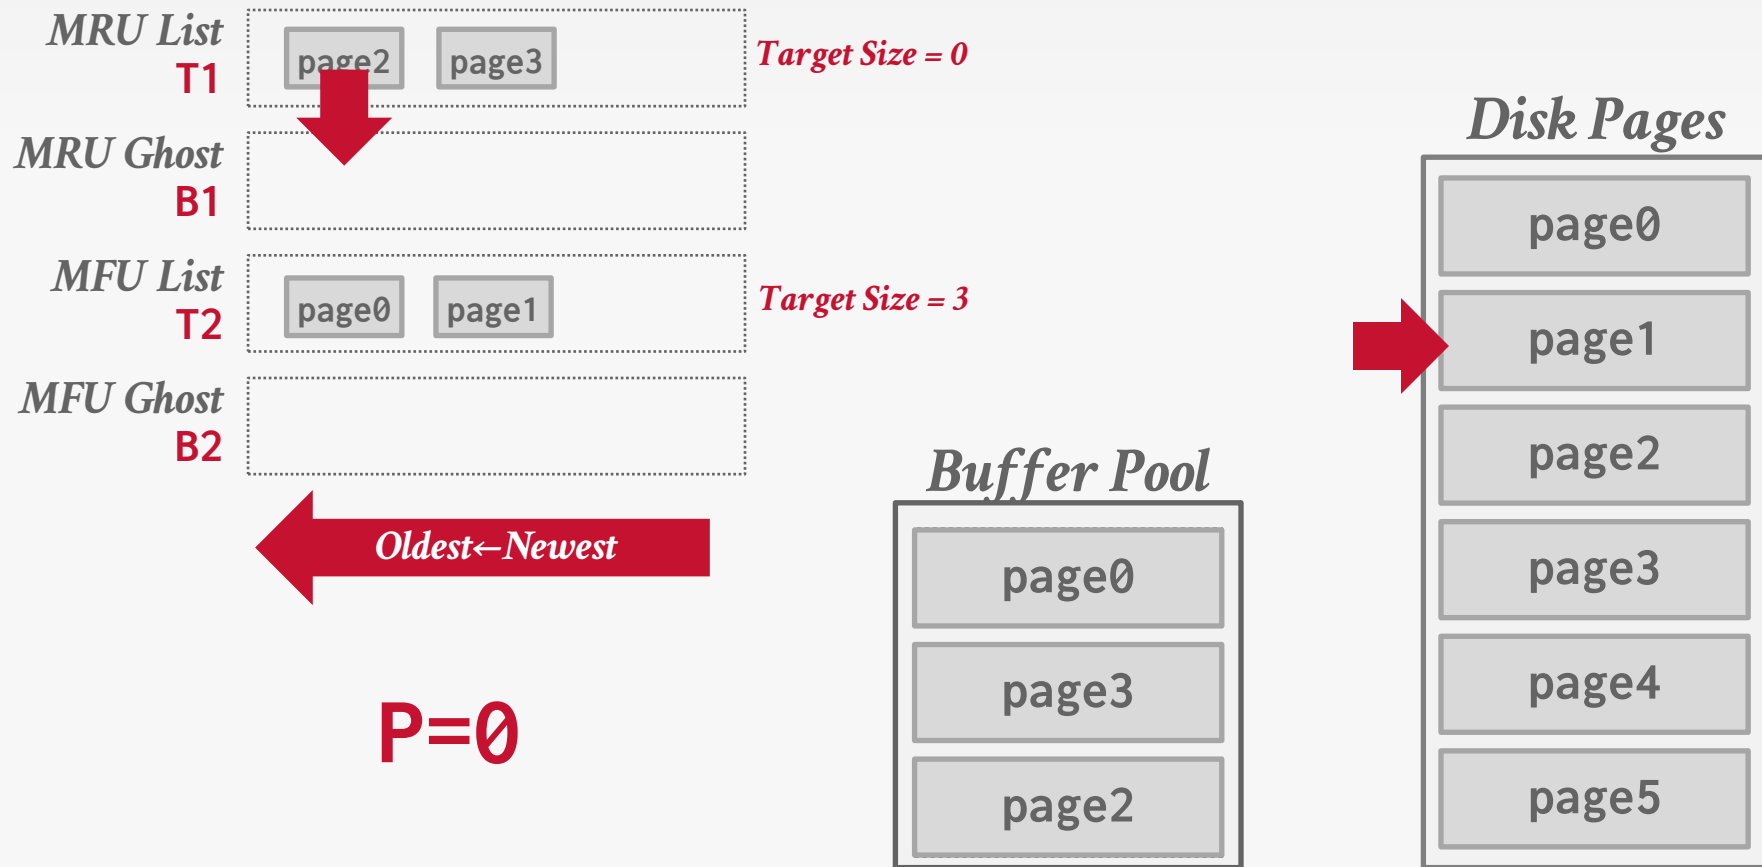 MRU List
T1
page2 page3
Target Size = 0
MRU Ghost
B1
MFU List
T2
page0 page1
Target Size = 3
MFU Ghost
B2
Oldest←Newest
P=0
Buffer Pool
page0
page3
page2
Disk Pages
page0
page1
page2
page3
page4
page5